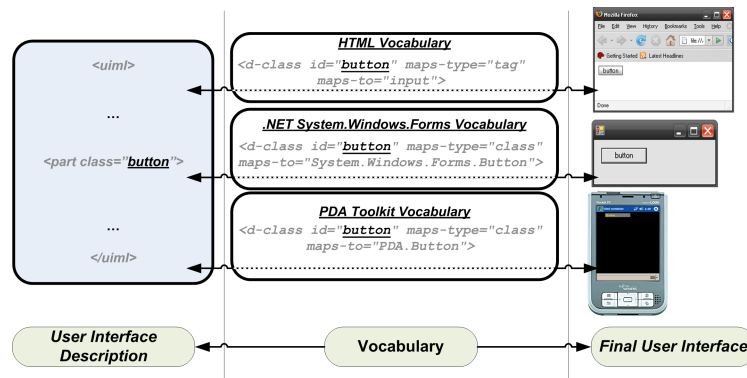 <uiml>
...
<part class="button">
...
</uiml>
HTML Vocabulary
<d-class id="button" maps-type="tag"
maps-to="input">
.NET System.Windows.Forms Vocabulary
<d-class id="button" maps-type="class"
maps-to="System.Windows.Forms.Button">
PDA Toolkit Vocabulary
<d-class id="button" maps-type="class"
maps-to="PDA.Button">
Mozilla Firefox
File Edit View History Bookmarks Tools Help
file:///
Getting Started Latest Headlines
button
Done
button
User Interface
Description
Vocabulary
Final User Interface